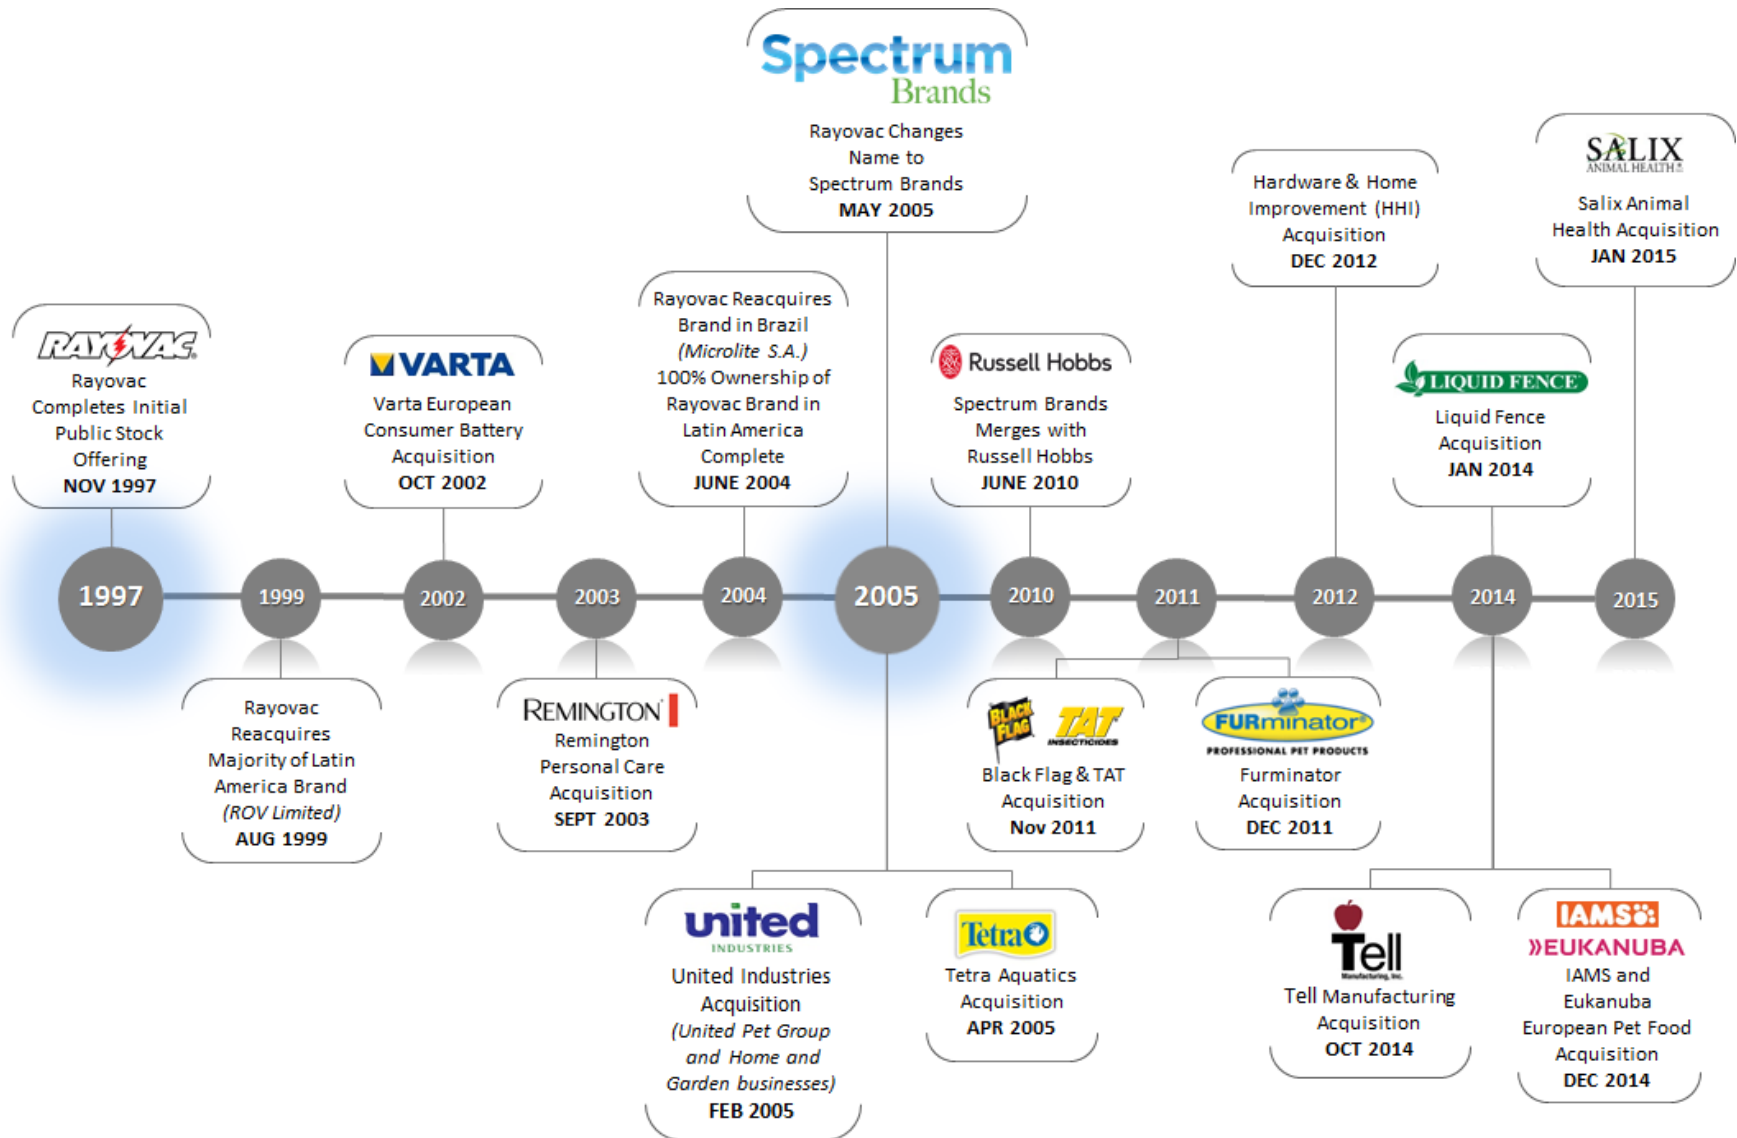 Spectrum
Brands
Rayovac Changes
Name to
Spectrum Brands
MAY 2005
SALIX
ANIMAL HEALTH
Salix Animal
Health Acquisition
JAN 2015
Hardware & Home
Improvement (HHI)
Acquisition
DEC 2012
Rayovac Reacquires
Brand in Brazil
(Microlite S.A.)
100% Ownership of
Rayovac Brand in
Latin America
Complete
JUNE 2004
RAYOVAC
Rayovac
Completes Initial
Public Stock
Offering
NOV 1997
VARTA
Varta European
Consumer Battery
Acquisition
OCT 2002
Russell Hobbs
Spectrum Brands
Merges with
Russell Hobbs
JUNE 2010
LIQUID FENCE
Liquid Fence
Acquisition
JAN 2014
1997
1999
2002
2003
2004
2005
2010
2011
2012
2014
2015
Rayovac
Reacquires
Majority of Latin
America Brand
(ROV Limited)
AUG 1999
REMINGTON
Remington
Personal Care
Acquisition
SEPT 2003
BLACK
FLAG
TAT
INSECTICIDES
Black Flag & TAT
Acquisition
Nov 2011
FURminator®
PROFESSIONAL PET PRODUCTS
Furminator
Acquisition
DEC 2011
united
INDUSTRIES
United Industries
Acquisition
(United Pet Group
and Home and
Garden businesses)
FEB 2005
Tetra
Tetra Aquatics
Acquisition
APR 2005
Tell
Manufacturing, Inc.
Tell Manufacturing
Acquisition
OCT 2014
IAMS
»EUKANUBA
IAMS and
Eukanuba
European Pet Food
Acquisition
DEC 2014